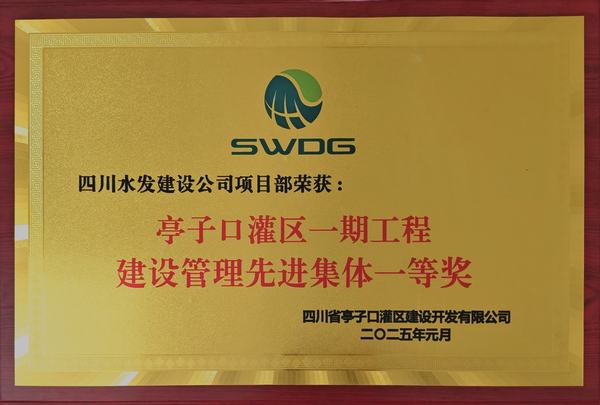 SWDG
四川水发建设公司项目部荣获：
亭子口灌区一期工程
建设管理先进集体一等奖
四川省亭子口灌区建设开发有限公司
二〇二五年元月